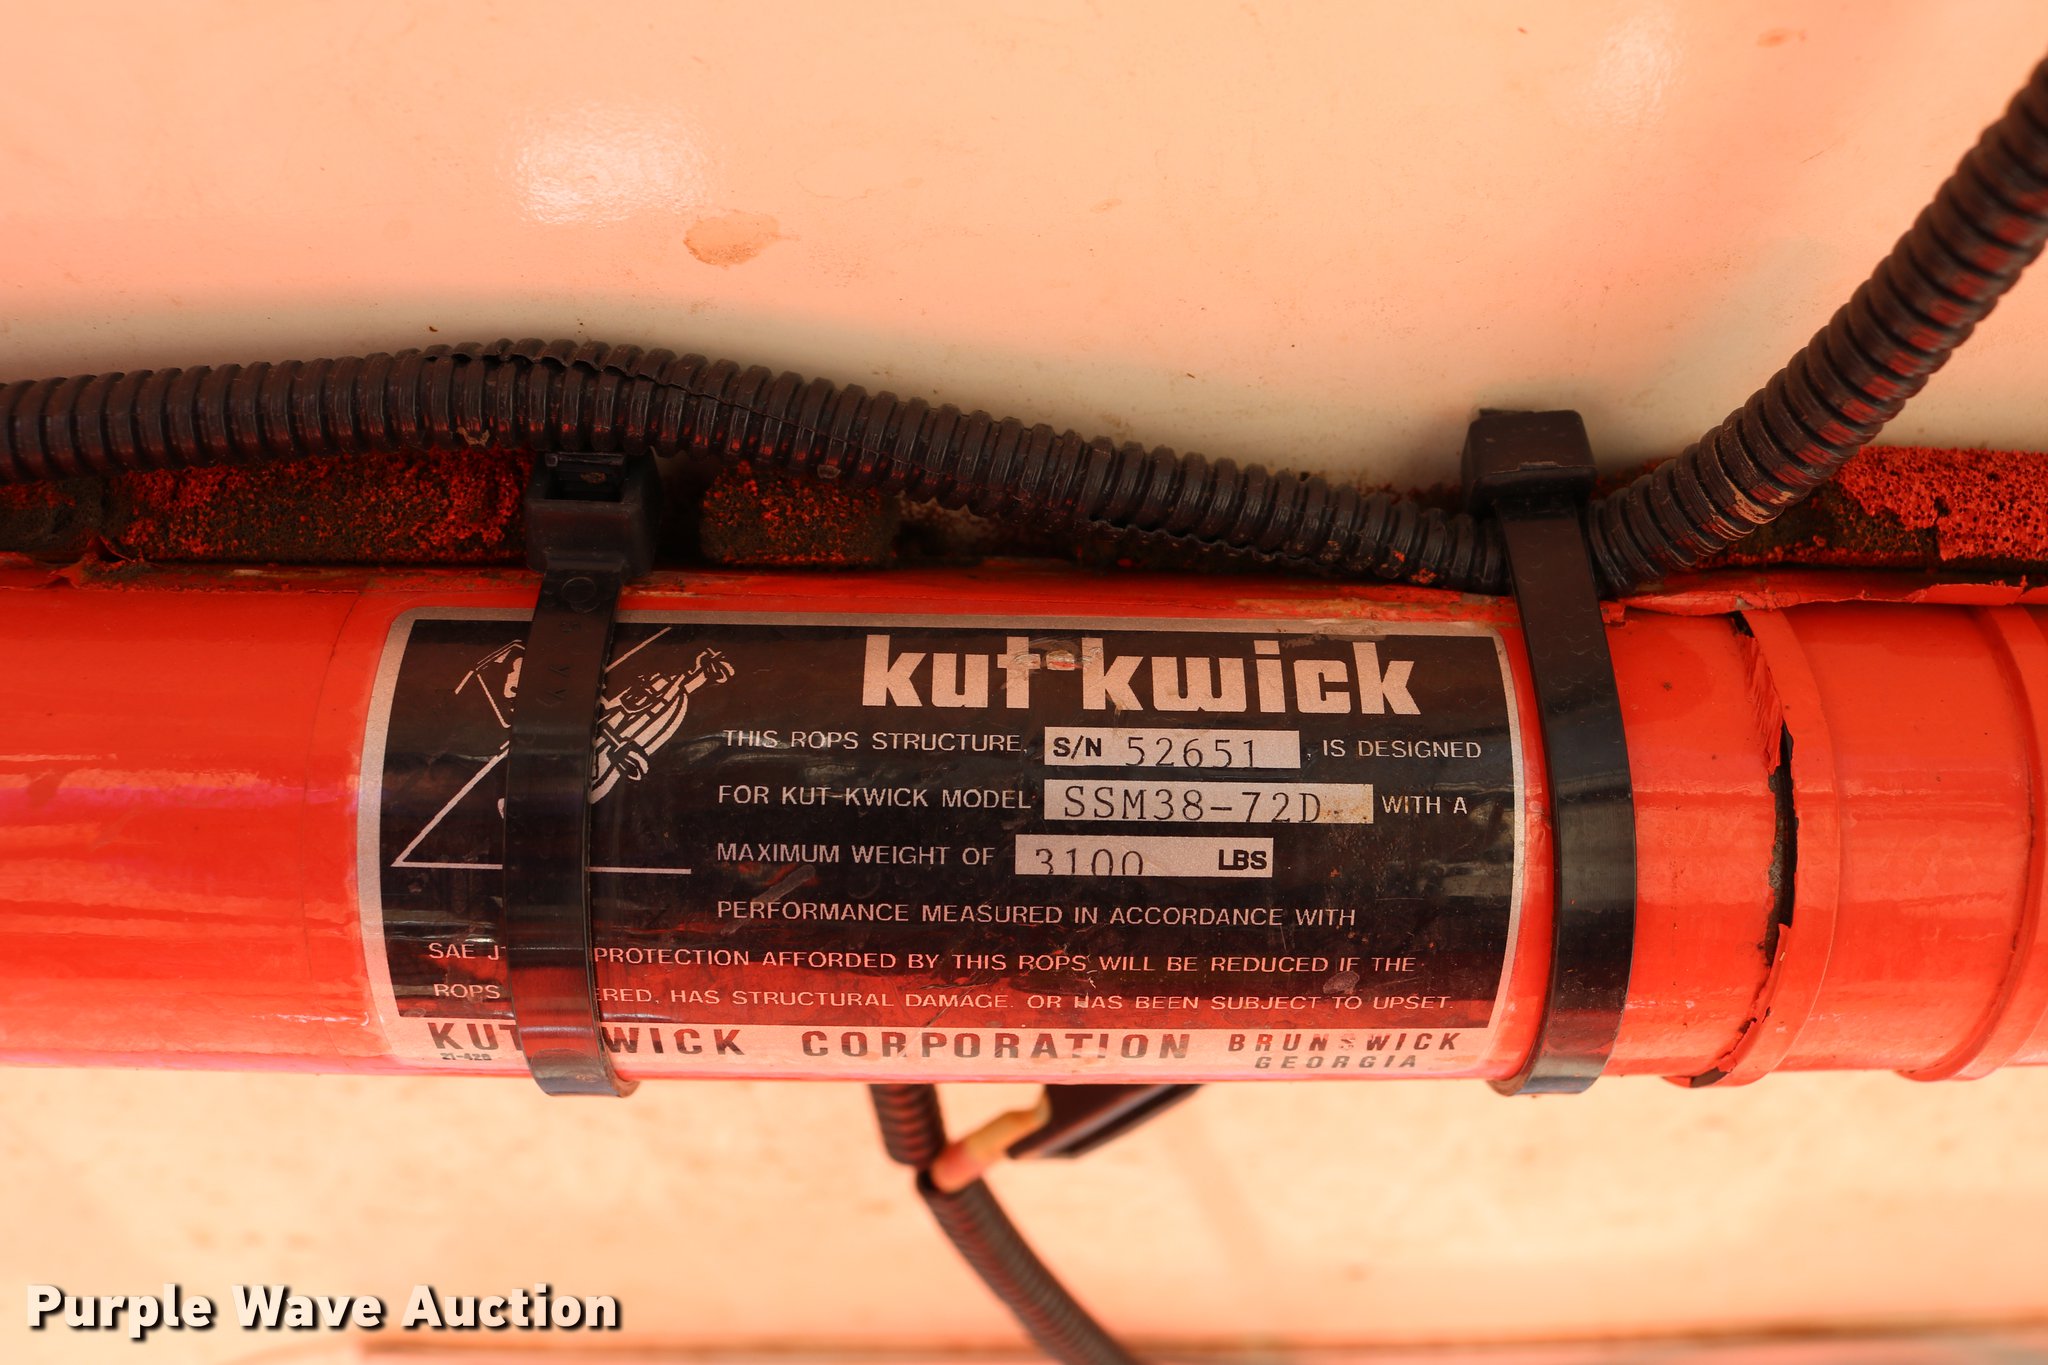 kut-kwick
THIS ROPS STRUCTURE, S/N 52651 , IS DESIGNED
FOR KUT-KWICK MODEL SSM38-72D WITH A
MAXIMUM WEIGHT OF 3100 LBS
PERFORMANCE MEASURED IN ACCORDANCE WITH
SAE PROTECTION AFFORDED BY THIS ROPS WILL BE REDUCED IF THE
ROPS HAS STRUCTURAL DAMAGE, OR HAS BEEN SUBJECT TO UPSET.
KUT WICK CORPORATION BRUNSWICK
GEORGIA
21-428
Purple Wave Auction